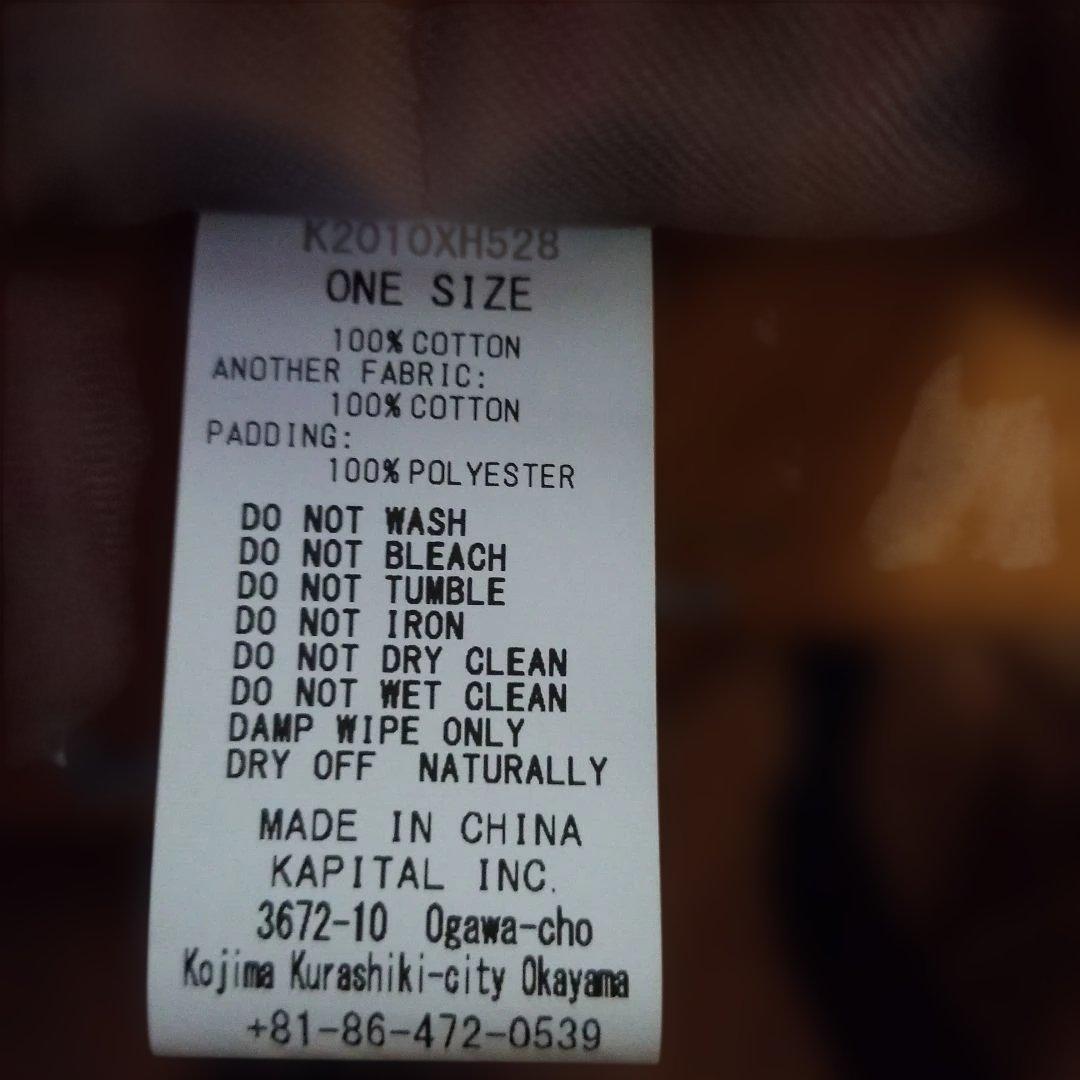 K2010XH528
ONE SIZE
100% COTTON
ANOTHER FABRIC:
100% COTTON
PADDING:
100% POLYESTER
DO NOT WASH
DO NOT BLEACH
DO NOT TUMBLE
DO NOT IRON
DO NOT DRY CLEAN
DO NOT WET CLEAN
DAMP WIPE ONLY
DRY OFF NATURALLY
MADE IN CHINA
KAPITAL INC.
3672-10 Ogawa-cho
Kojima Kurashiki-city Okayama
+81-86-472-0539